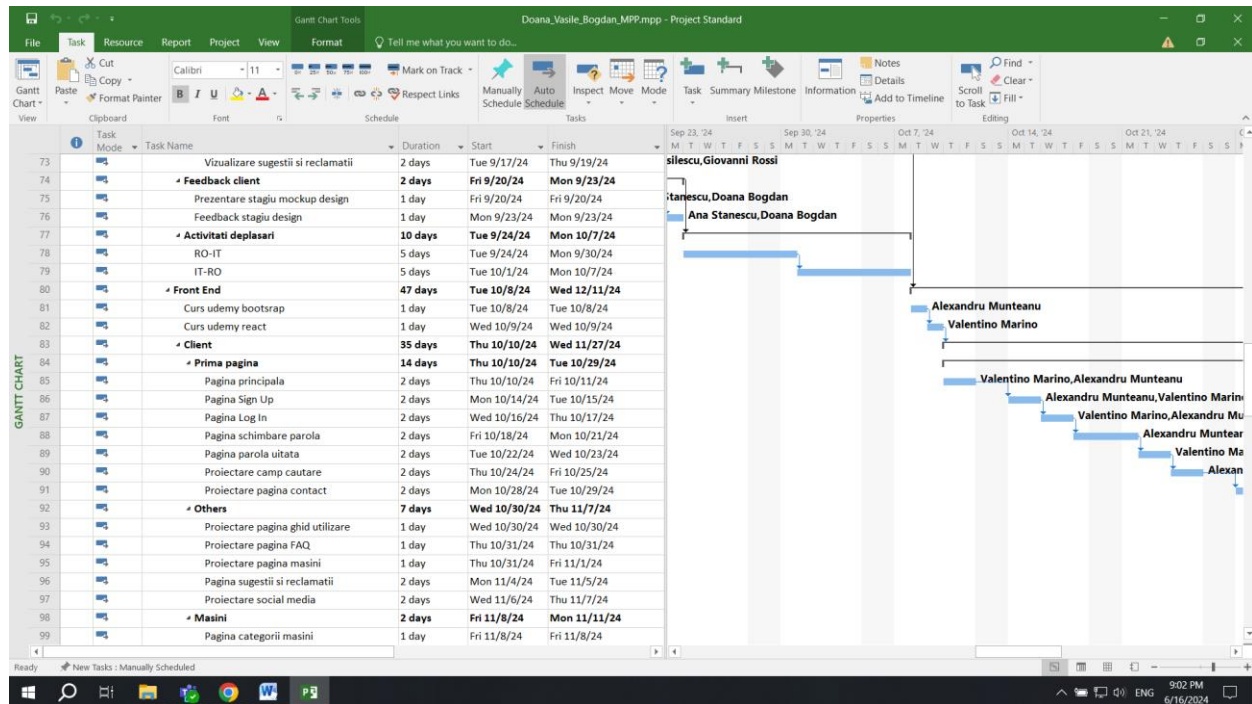 Gantt Chart Tools
Doana_Vasile_Bogdan_MPP.mpp - Project Standard
File Task Resource Report Project View Format Tell me what you want to do...
Gantt Chart
View
Paste
Cut
Copy
Format Painter
Clipboard
Calibri 11
B I U A
Font
0% 25% 50% 75% 100%
Mark on Track
Respect Links
Schedule
Manually Schedule
Auto Schedule
Inspect
Move
Mode
Tasks
Task
Summary
Milestone
Insert
Information
Notes
Details
Add to Timeline
Properties
Scroll to Task
Find
Clear
Fill
Editing
GANTT CHART
Task Mode Task Name Duration Start Finish
73 Vizualizare sugestii si reclamatii 2 days Tue 9/17/24 Thu 9/19/24
74 Feedback client 2 days Fri 9/20/24 Mon 9/23/24
75 Prezentare stagiu mockup design 1 day Fri 9/20/24 Fri 9/20/24
76 Feedback stagiu design 1 day Mon 9/23/24 Mon 9/23/24
77 Activitati deplasari 10 days Tue 9/24/24 Mon 10/7/24
78 RO-IT 5 days Tue 9/24/24 Mon 9/30/24
79 IT-RO 5 days Tue 10/1/24 Mon 10/7/24
80 Front End 47 days Tue 10/8/24 Wed 12/11/24
81 Curs udemy bootsrap 1 day Tue 10/8/24 Tue 10/8/24
82 Curs udemy react 1 day Wed 10/9/24 Wed 10/9/24
83 Client 35 days Thu 10/10/24 Wed 11/27/24
84 Prima pagina 14 days Thu 10/10/24 Tue 10/29/24
85 Pagina principala 2 days Thu 10/10/24 Fri 10/11/24
86 Pagina Sign Up 2 days Mon 10/14/24 Tue 10/15/24
87 Pagina Log In 2 days Wed 10/16/24 Thu 10/17/24
88 Pagina schimbare parola 2 days Fri 10/18/24 Mon 10/21/24
89 Pagina parola uitata 2 days Tue 10/22/24 Wed 10/23/24
90 Proiectare camp cautare 2 days Thu 10/24/24 Fri 10/25/24
91 Proiectare pagina contact 2 days Mon 10/28/24 Tue 10/29/24
92 Others 7 days Wed 10/30/24 Thu 11/7/24
93 Proiectare pagina ghid utilizare 1 day Wed 10/30/24 Wed 10/30/24
94 Proiectare pagina FAQ 1 day Thu 10/31/24 Thu 10/31/24
95 Proiectare pagina masini 1 day Thu 10/31/24 Fri 11/1/24
96 Pagina sugestii si reclamatii 2 days Mon 11/4/24 Tue 11/5/24
97 Proiectare social media 2 days Wed 11/6/24 Thu 11/7/24
98 Masini 2 days Fri 11/8/24 Mon 11/11/24
99 Pagina categorii masini 1 day Fri 11/8/24 Fri 11/8/24
Sep 23, '24 Sep 30, '24 Oct 7, '24 Oct 14, '24 Oct 21, '24
M T W T F S S M T W T F S S M T W T F S S M T W T F S S M T W T F S S
silescu,Giovanni Rossi
Stanescu,Doana Bogdan
Ana Stanescu,Doana Bogdan
Alexandru Munteanu
Valentino Marino
Valentino Marino,Alexandru Munteanu
Alexandru Munteanu,Valentino Marin
Valentino Marino,Alexandru Mu
Alexandru Muntear
Valentino Ma
Alexan
Ready New Tasks : Manually Scheduled
ENG
9:02 PM
6/16/2024